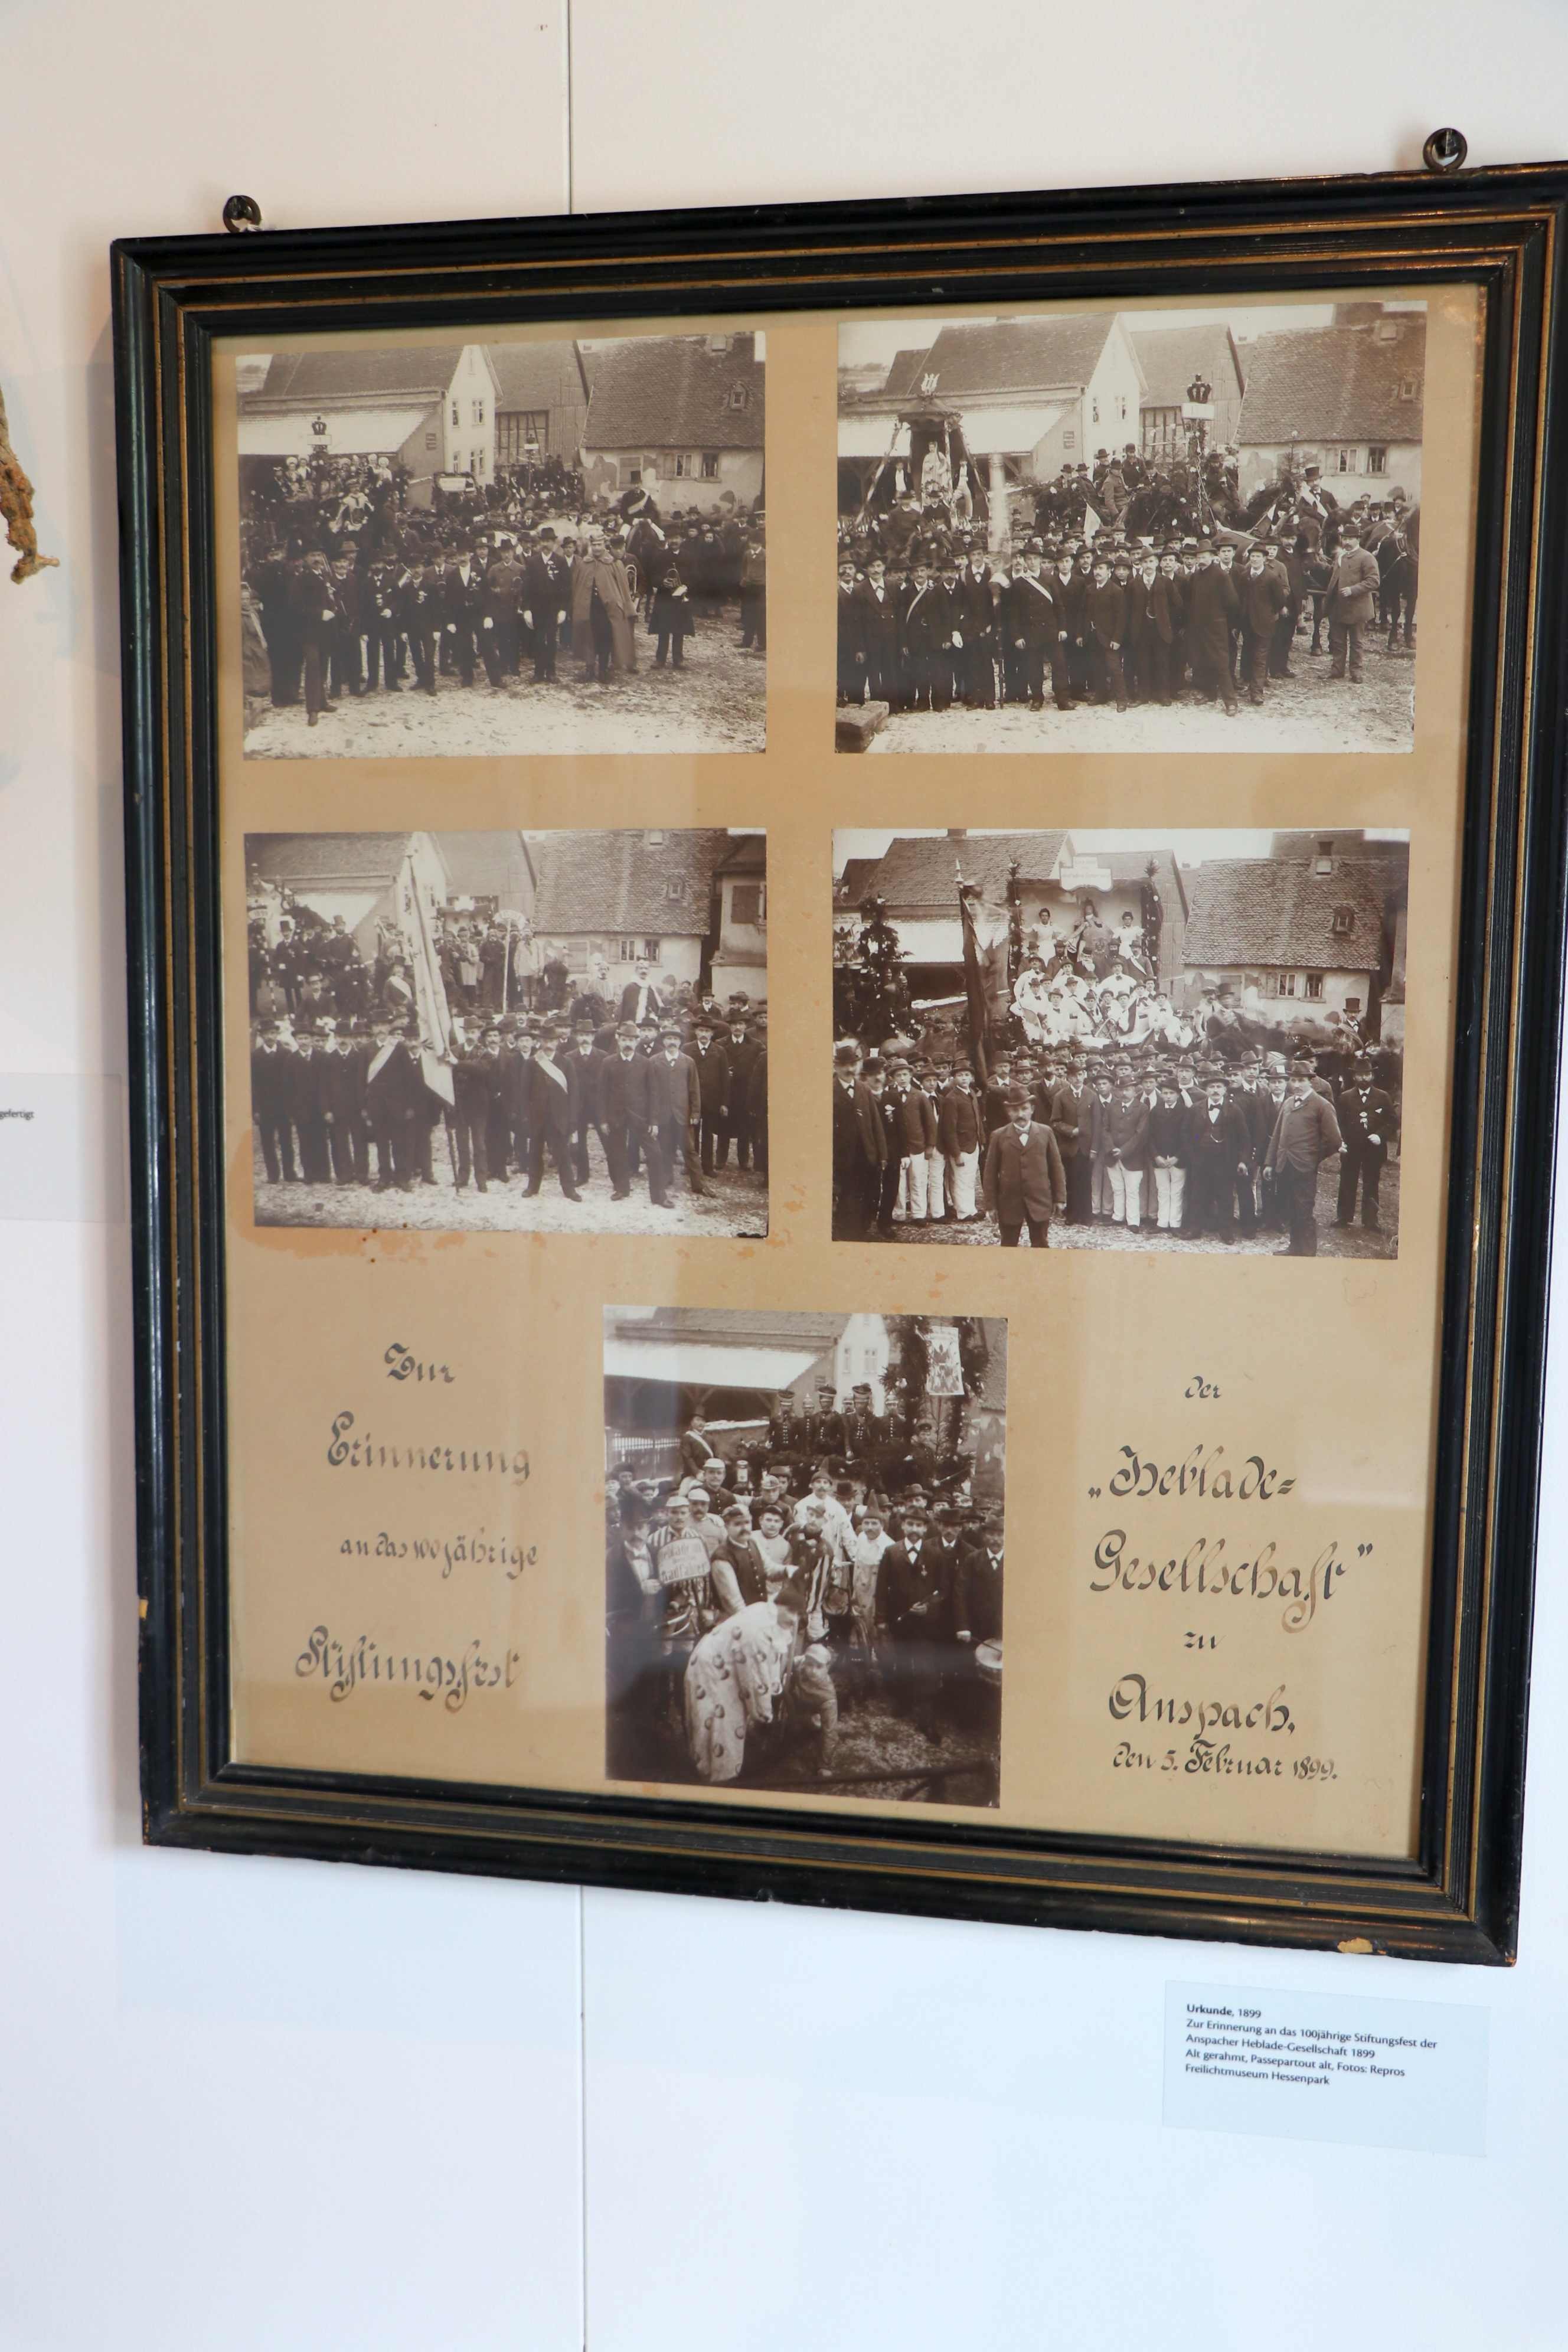 gefertigt
Zur
Erinnerung
an das 100jährige
Stiftungsfest
der
„Heblade=
Gesellschaft”
zu
Anspach,
den 5. Februar 1899.
Urkunde, 1899
Zur Erinnerung an das 100jährige Stiftungsfest der
Anspacher Heblade-Gesellschaft 1899
Alt gerahmt, Passepartout alt, Fotos: Repros
Freilichtmuseum Hessenpark